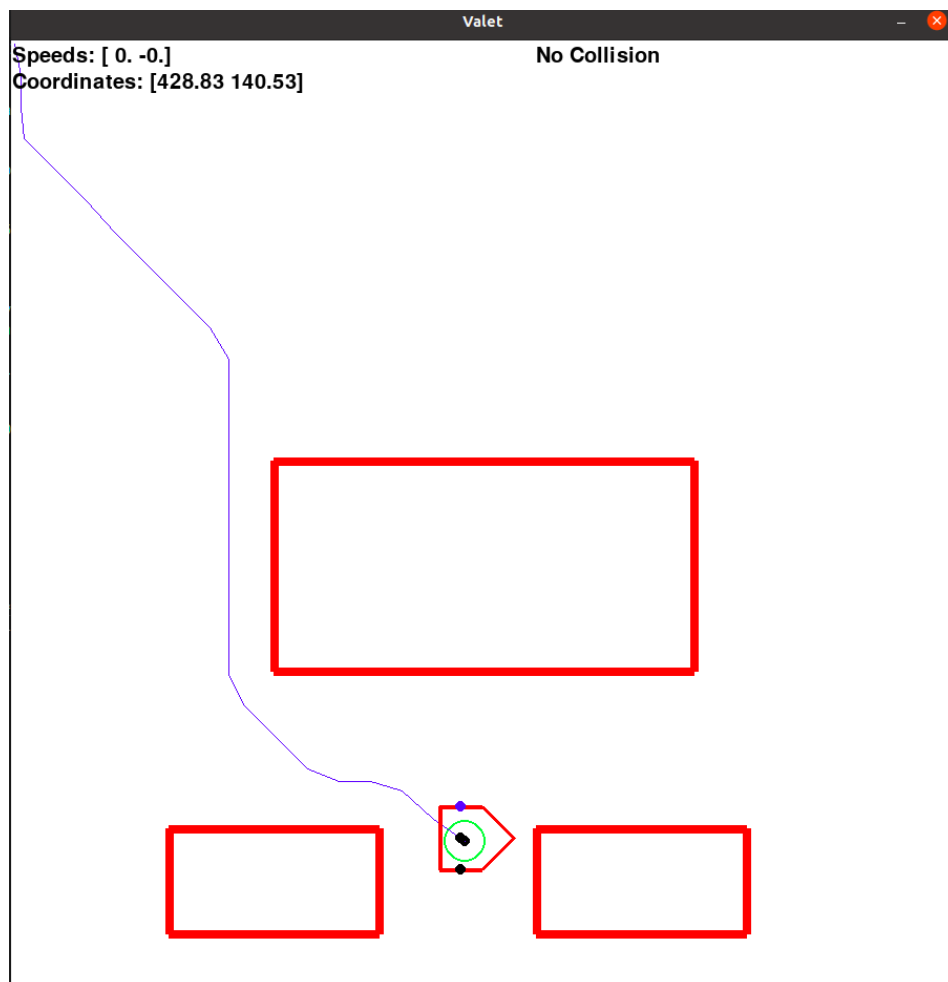 Valet
Speeds: [ 0. -0.]
No Collision
Coordinates: [428.83 140.53]